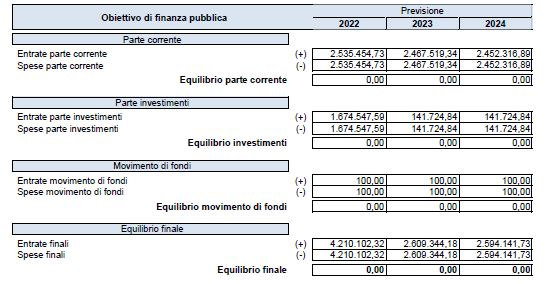 Obiettivo di finanza pubblica
Previsione
2022 2023 2024
Parte corrente
Entrate parte corrente (+) 2.535.454,73 2.467.519,34 2.452.316,89
Spese parte corrente (-) 2.535.454,73 2.467.519,34 2.452.316,89
Equilibrio parte corrente 0,00 0,00 0,00
Parte investimenti
Entrate parte investimenti (+) 1.674.547,59 141.724,84 141.724,84
Spese parte investimenti (-) 1.674.547,59 141.724,84 141.724,84
Equilibrio investimenti 0,00 0,00 0,00
Movimento di fondi
Entrate movimento di fondi (+) 100,00 100,00 100,00
Spese movimento di fondi (-) 100,00 100,00 100,00
Equilibrio movimento di fondi 0,00 0,00 0,00
Equilibrio finale
Entrate finali (+) 4.210.102,32 2.609.344,18 2.594.141,73
Spese finali (-) 4.210.102,32 2.609.344,18 2.594.141,73
Equilibrio finale 0,00 0,00 0,00